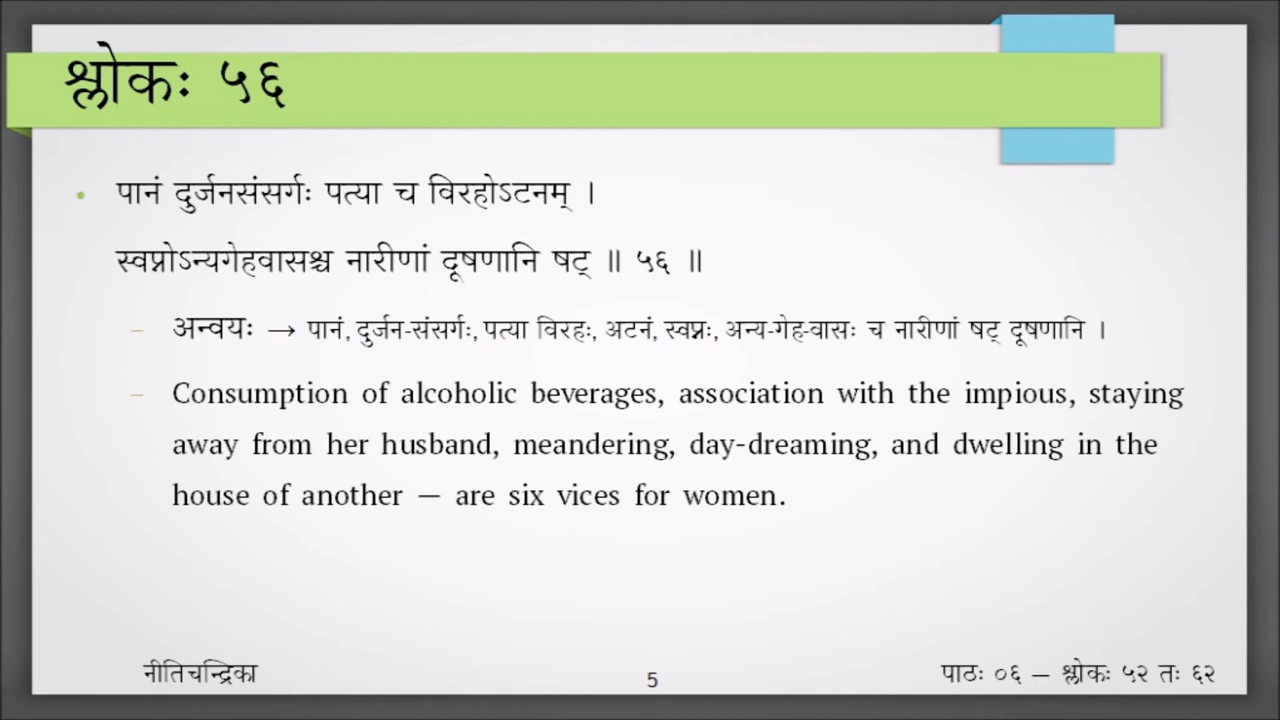 श्लोकः ५६
पानं दुर्जनसंसर्गः पत्या च विरहोऽटनम् ।
स्वप्नोऽन्यगेहवासश्च नारीणां दूषणानि षट् ॥ ५६ ॥
अन्वयः → पानं, दुर्जन-संसर्गः, पत्या विरहः, अटनं, स्वप्नः, अन्य-गेह-वासः च नारीणां षट् दूषणानि ।
Consumption of alcoholic beverages, association with the impious, staying
away from her husband, meandering, day-dreaming, and dwelling in the
house of another – are six vices for women.
नीतिचन्द्रिका
5
पाठः ०६ – श्लोकः ५२ तः ६२